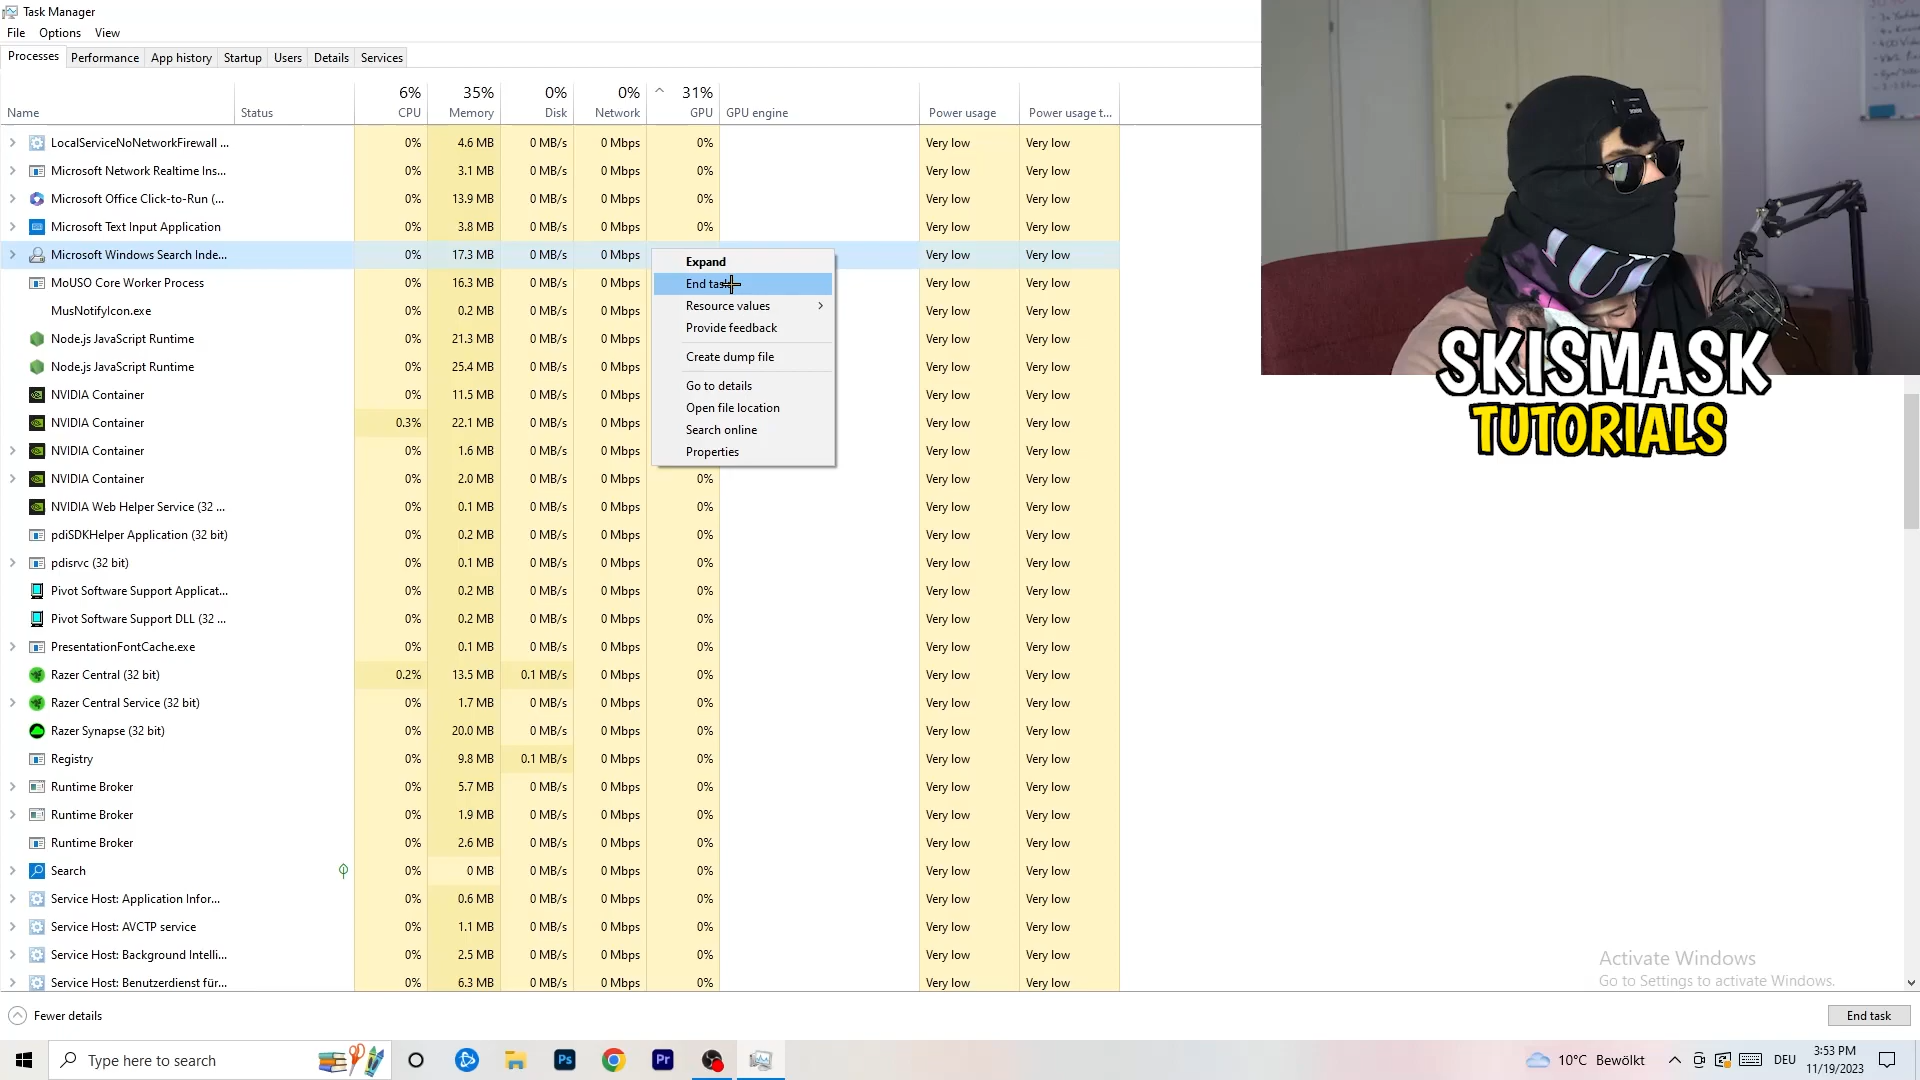 Task Manager
File Options View
Processes Performance App history Startup Users Details Services
6% 35% 0% 0% 31%
Name Status CPU Memory Disk Network GPU GPU engine Power usage Power usage t...
LocalServiceNoNetworkFirewall ... 0% 4.6 MB 0 MB/s 0 Mbps 0% Very low Very low
Microsoft Network Realtime Ins... 0% 3.1 MB 0 MB/s 0 Mbps 0% Very low Very low
Microsoft Office Click-to-Run (... 0% 13.9 MB 0 MB/s 0 Mbps 0% Very low Very low
Microsoft Text Input Application 0% 3.8 MB 0 MB/s 0 Mbps 0% Very low Very low
Microsoft Windows Search Inde... 0% 17.3 MB 0 MB/s 0 Mbps Very low Very low
MoUSO Core Worker Process 0% 16.3 MB 0 MB/s 0 Mbps Very low Very low
MusNotifyIcon.exe 0% 0.2 MB 0 MB/s 0 Mbps Very low Very low
Node.js JavaScript Runtime 0% 21.3 MB 0 MB/s 0 Mbps Very low Very low
Node.js JavaScript Runtime 0% 25.4 MB 0 MB/s 0 Mbps Very low Very low
NVIDIA Container 0% 11.5 MB 0 MB/s 0 Mbps Very low Very low
NVIDIA Container 0.3% 22.1 MB 0 MB/s 0 Mbps Very low Very low
NVIDIA Container 0% 1.6 MB 0 MB/s 0 Mbps Very low Very low
NVIDIA Container 0% 2.0 MB 0 MB/s 0 Mbps 0% Very low Very low
NVIDIA Web Helper Service (32 ... 0% 0.1 MB 0 MB/s 0 Mbps 0% Very low Very low
pdiSDKHelper Application (32 bit) 0% 0.2 MB 0 MB/s 0 Mbps 0% Very low Very low
pdisrvc (32 bit) 0% 0.1 MB 0 MB/s 0 Mbps 0% Very low Very low
Pivot Software Support Applicat... 0% 0.2 MB 0 MB/s 0 Mbps 0% Very low Very low
Pivot Software Support DLL (32 ... 0% 0.2 MB 0 MB/s 0 Mbps 0% Very low Very low
PresentationFontCache.exe 0% 0.1 MB 0 MB/s 0 Mbps 0% Very low Very low
Razer Central (32 bit) 0.2% 13.5 MB 0.1 MB/s 0 Mbps 0% Very low Very low
Razer Central Service (32 bit) 0% 1.7 MB 0 MB/s 0 Mbps 0% Very low Very low
Razer Synapse (32 bit) 0% 20.0 MB 0 MB/s 0 Mbps 0% Very low Very low
Registry 0% 9.8 MB 0.1 MB/s 0 Mbps 0% Very low Very low
Runtime Broker 0% 5.7 MB 0 MB/s 0 Mbps 0% Very low Very low
Runtime Broker 0% 1.9 MB 0 MB/s 0 Mbps 0% Very low Very low
Runtime Broker 0% 2.6 MB 0 MB/s 0 Mbps 0% Very low Very low
Search 0% 0 MB 0 MB/s 0 Mbps 0% Very low Very low
Service Host: Application Infor... 0% 0.6 MB 0 MB/s 0 Mbps 0% Very low Very low
Service Host: AVCTP service 0% 1.1 MB 0 MB/s 0 Mbps 0% Very low Very low
Service Host: Background Intelli... 0% 2.5 MB 0 MB/s 0 Mbps 0% Very low Very low
Service Host: Benutzerdienst für... 0% 6.3 MB 0 MB/s 0 Mbps 0% Very low Very low
Expand
End task
Resource values
Provide feedback
Create dump file
Go to details
Open file location
Search online
Properties
SKISMASK
TUTORIALS
Activate Windows
Go to Settings to activate Windows.
Fewer details
End task
Type here to search
Ps
Pr
10°C Bewölkt
DEU
3:53 PM
11/19/2023